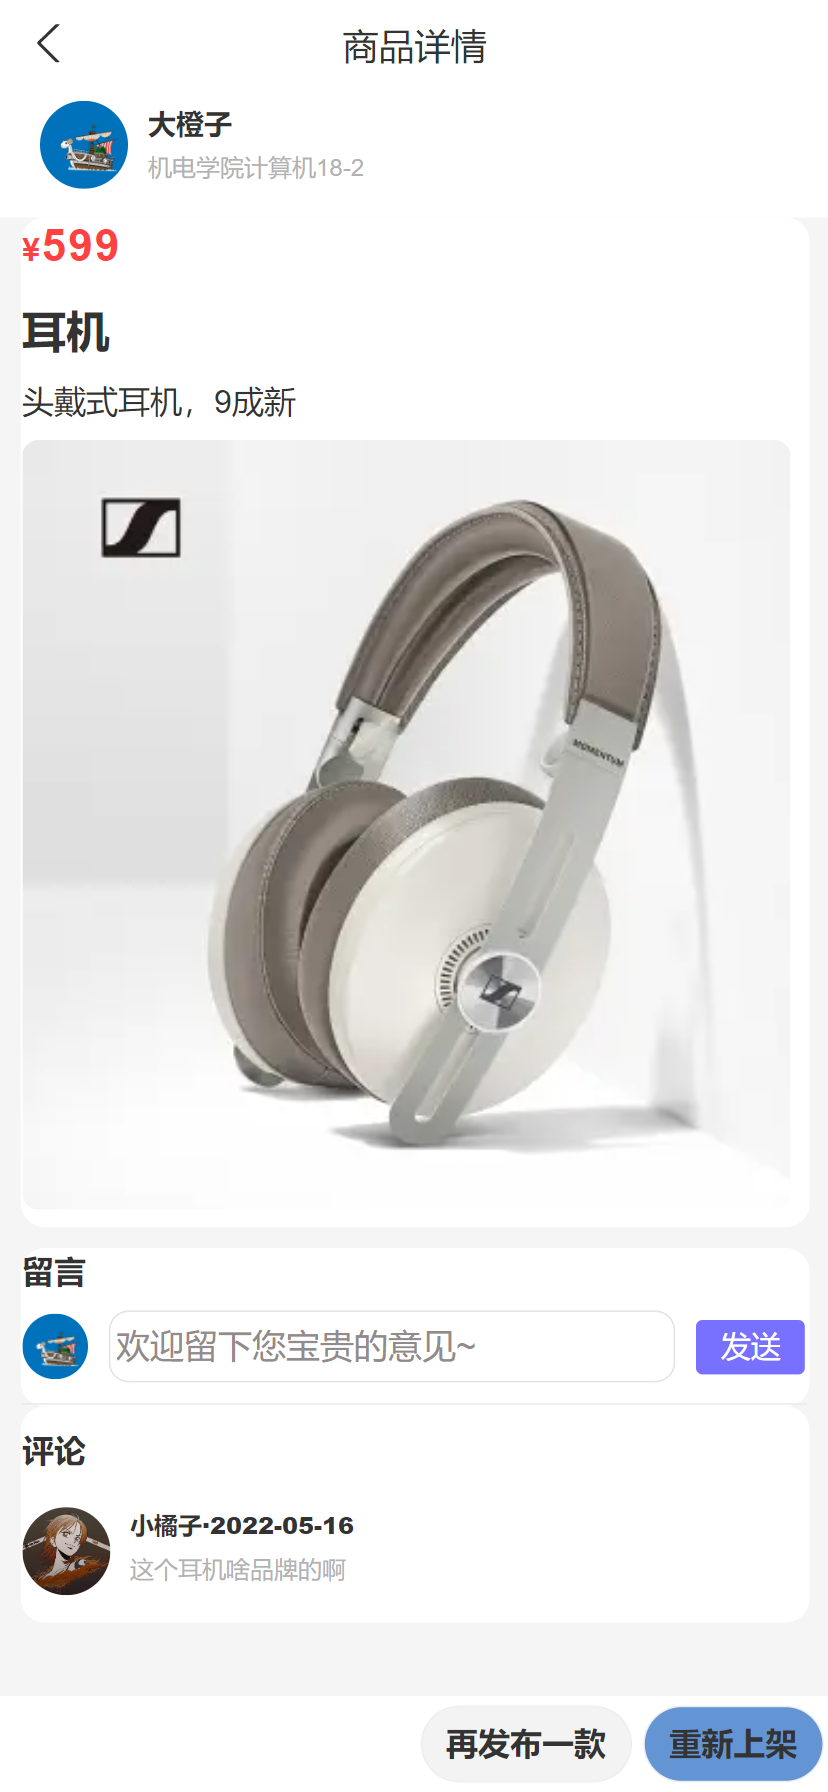 商品详情
大橙子
机电学院计算机18-2
¥599
耳机
头戴式耳机，9成新
MOMENTUM
留言
欢迎留下您宝贵的意见~
发送
评论
小橘子·2022-05-16
这个耳机啥品牌的啊
再发布一款
重新上架